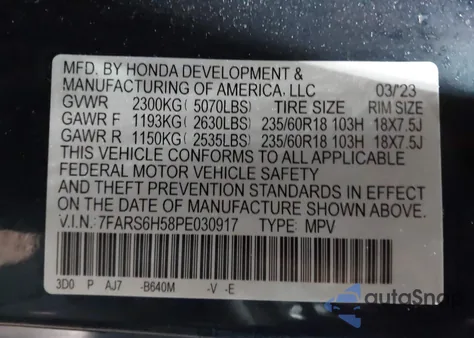 MFD. BY HONDA DEVELOPMENT &
MANUFACTURING OF AMERICA, LLC 03/'23
GVWR 2300KG (5070LBS) TIRE SIZE RIM SIZE
GAWR F 1193KG (2630LBS) 235/60R18 103H 18X7.5J
GAWR R 1150KG (2535LBS) 235/60R18 103H 18X7.5J
THIS VEHICLE CONFORMS TO ALL APPLICABLE
FEDERAL MOTOR VEHICLE SAFETY
AND THEFT PREVENTION STANDARDS IN EFFECT
ON THE DATE OF MANUFACTURE SHOWN ABOVE.
V.I.N.: 7FARS6H58PE030917 TYPE: MPV
3D0 P AJ7 -B640M -V -E
autoSnap